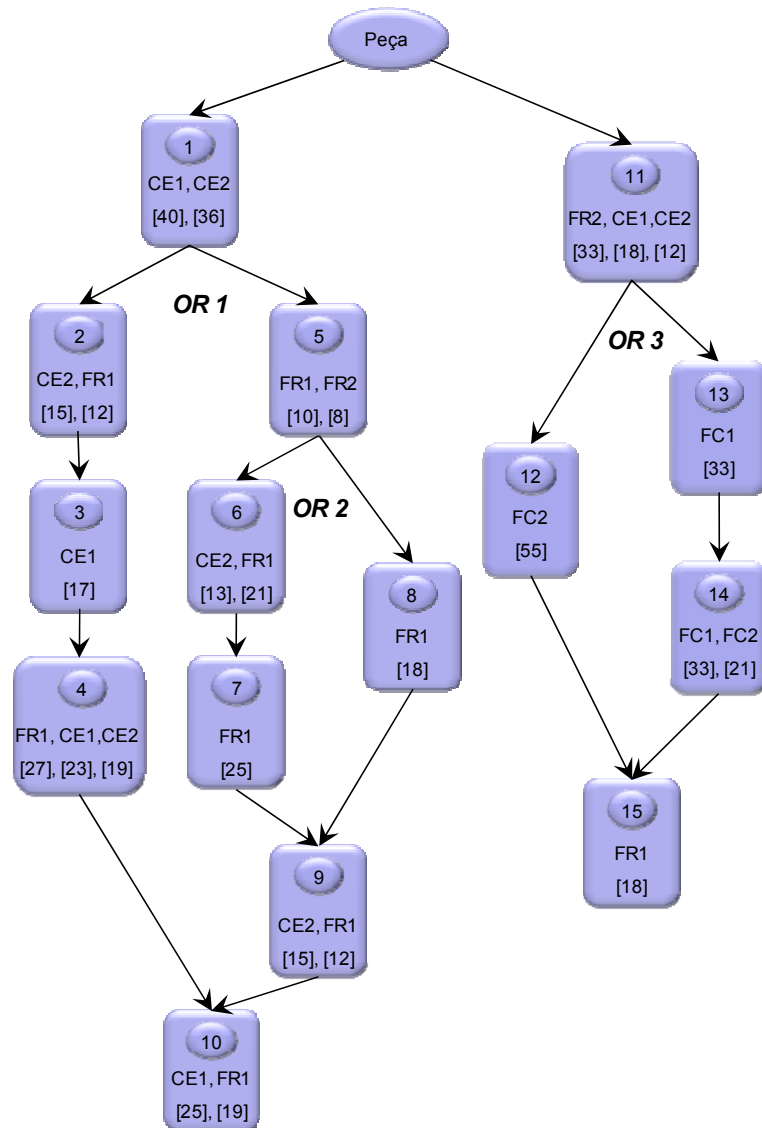 Peça
1
CE1, CE2
[40], [36]
11
FR2, CE1,CE2
[33], [18], [12]
OR 1
2
CE2, FR1
[15], [12]
5
FR1, FR2
[10], [8]
OR 3
13
FC1
[33]
3
CE1
[17]
6
CE2, FR1
[13], [21]
OR 2
8
FR1
[18]
12
FC2
[55]
14
FC1, FC2
[33], [21]
4
FR1, CE1,CE2
[27], [23], [19]
7
FR1
[25]
15
FR1
[18]
9
CE2, FR1
[15], [12]
10
CE1, FR1
[25], [19]